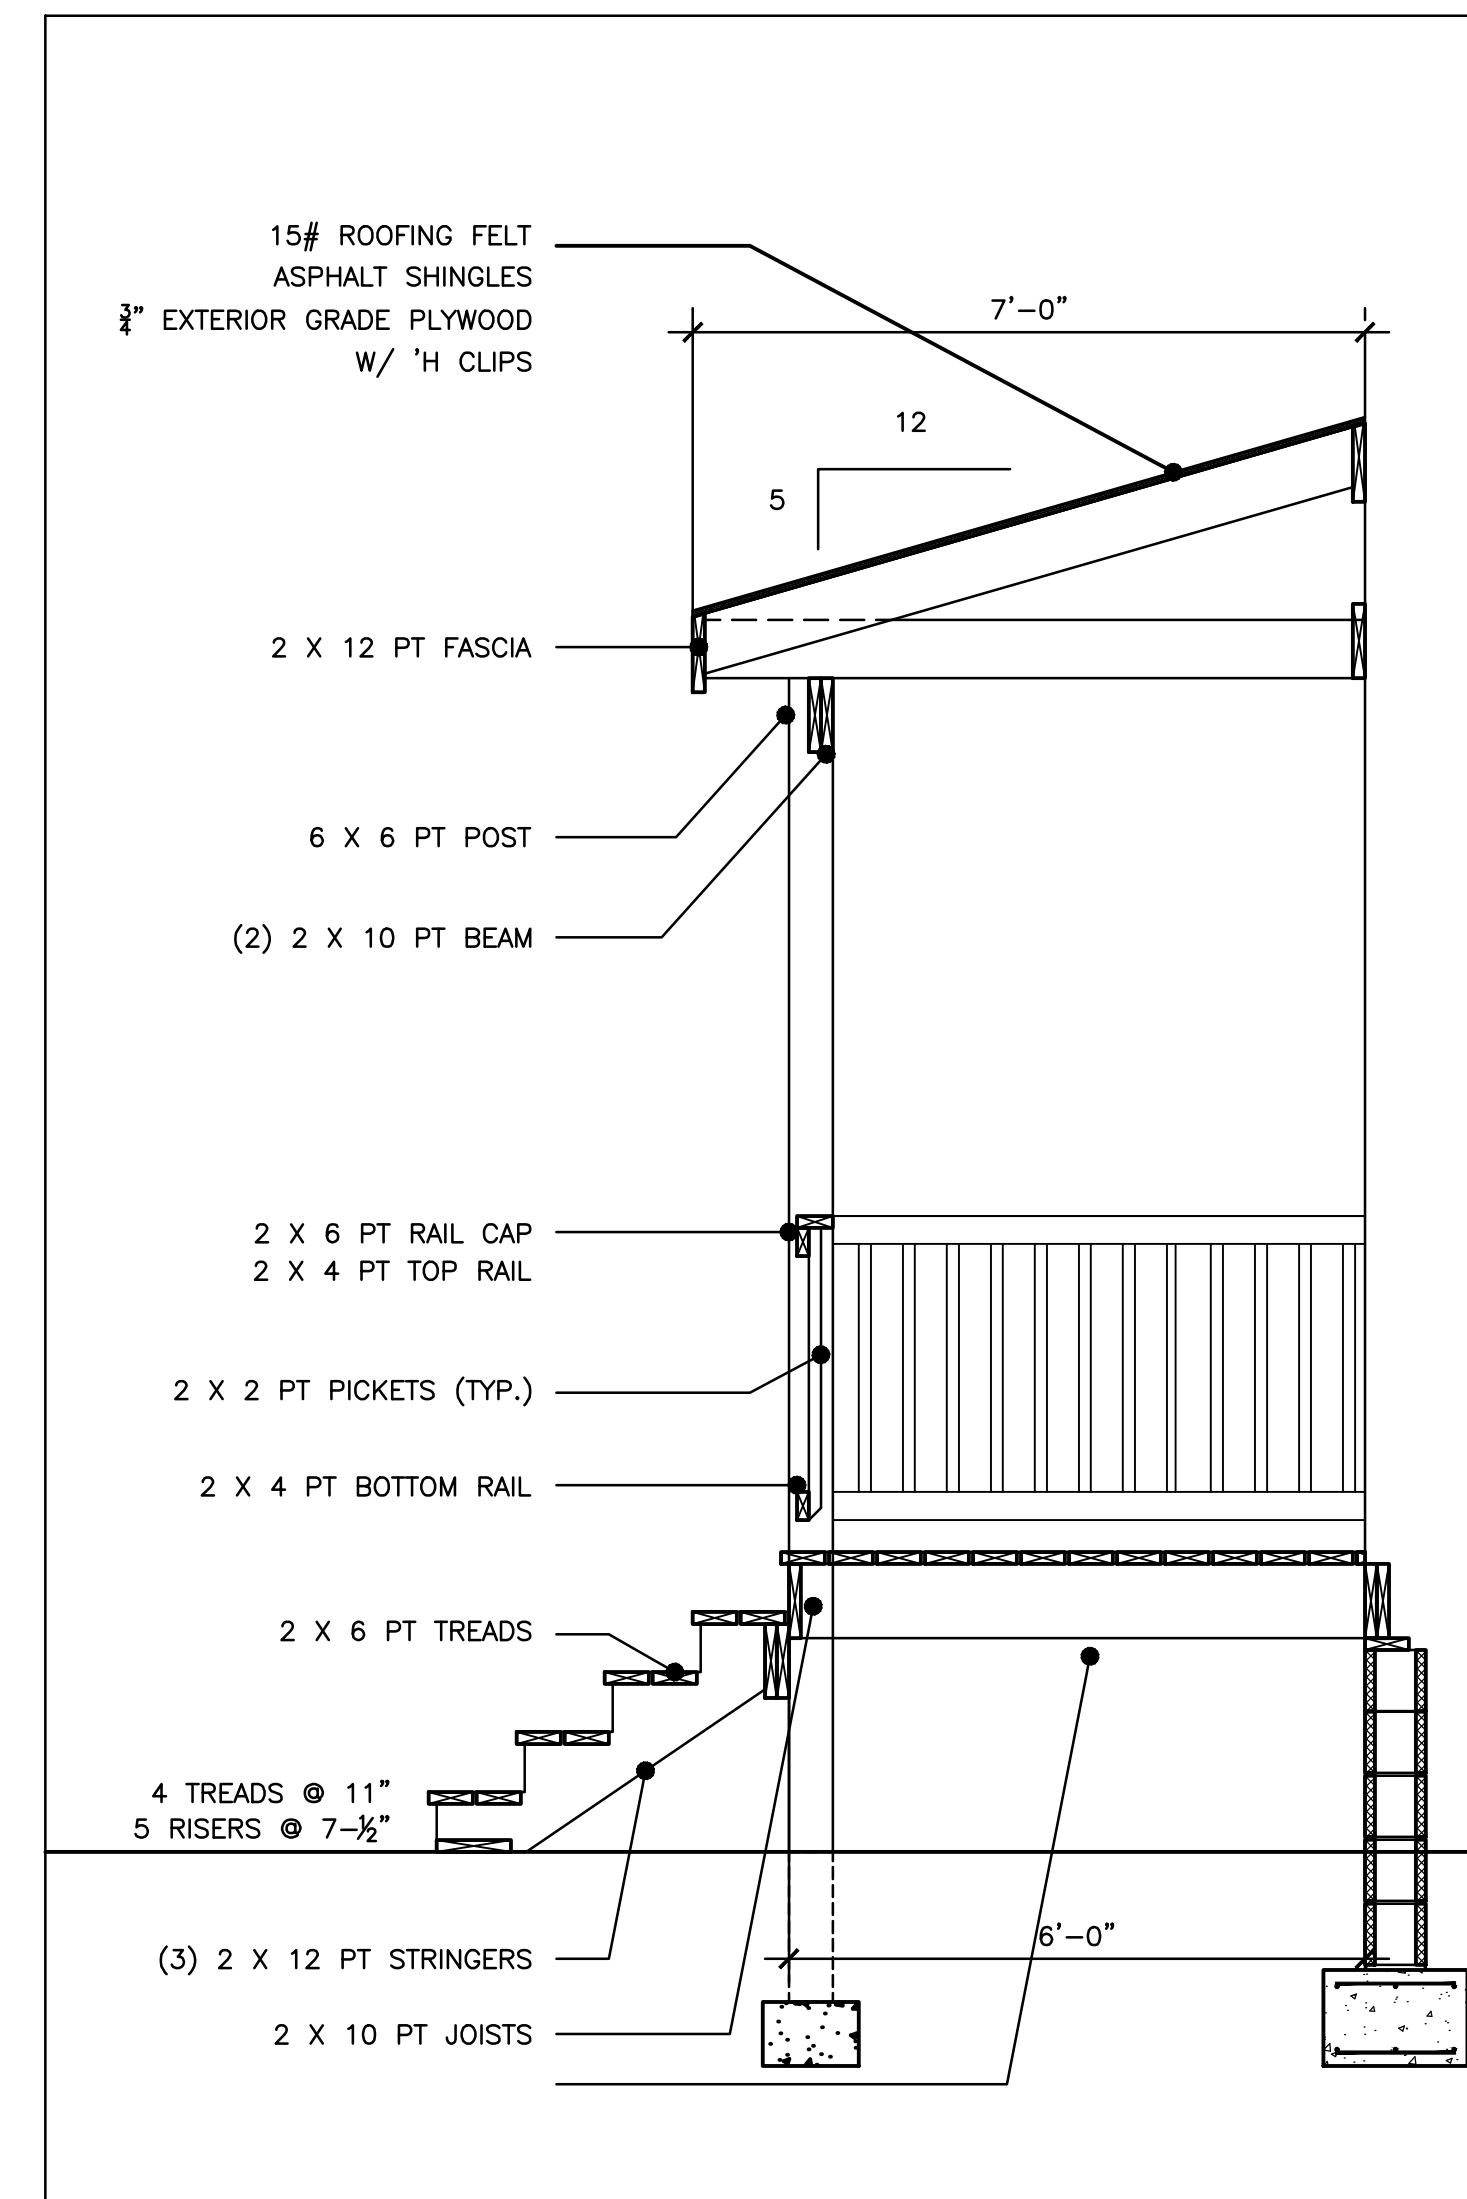 15# ROOFING FELT
ASPHALT SHINGLES
¾” EXTERIOR GRADE PLYWOOD
W/ ’H CLIPS
7’–0”
12
5
2 X 12 PT FASCIA
6 X 6 PT POST
(2) 2 X 10 PT BEAM
2 X 6 PT RAIL CAP
2 X 4 PT TOP RAIL
2 X 2 PT PICKETS (TYP.)
2 X 4 PT BOTTOM RAIL
2 X 6 PT TREADS
4 TREADS @ 11”
5 RISERS @ 7–½”
6’–0”
(3) 2 X 12 PT STRINGERS
2 X 10 PT JOISTS